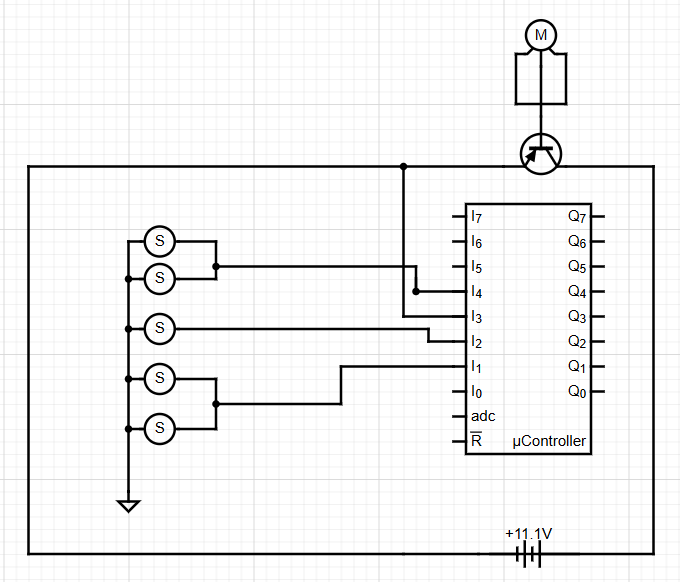 M
I7 Q7
I6 Q6
S
I5 Q5
S
I4 Q4
I3 Q3
S
I2 Q2
I1 Q1
S
I0 Q0
adc
S
R̅ µController
+11.1V